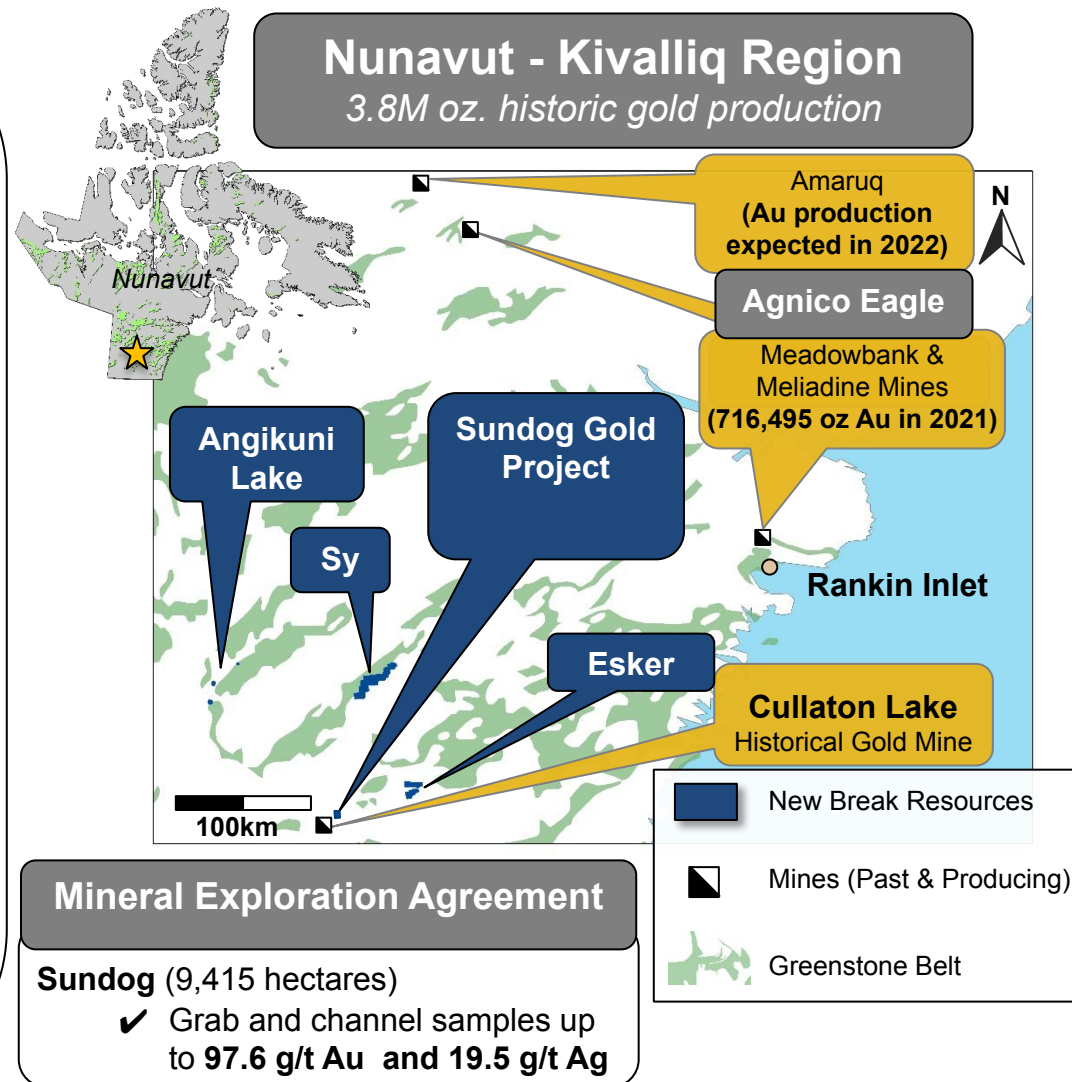 Nunavut - Kivalliq Region
3.8M oz. historic gold production
Nunavut
Amaruq
(Au production
expected in 2022)
N
Agnico Eagle
Meadowbank &
Meliadine Mines
(716,495 oz Au in 2021)
Angikuni
Lake
Sundog Gold
Project
Sy
Rankin Inlet
Esker
Cullaton Lake
Historical Gold Mine
100km
New Break Resources
Mines (Past & Producing)
Greenstone Belt
Mineral Exploration Agreement
Sundog (9,415 hectares)
✔ Grab and channel samples up
to 97.6 g/t Au and 19.5 g/t Ag